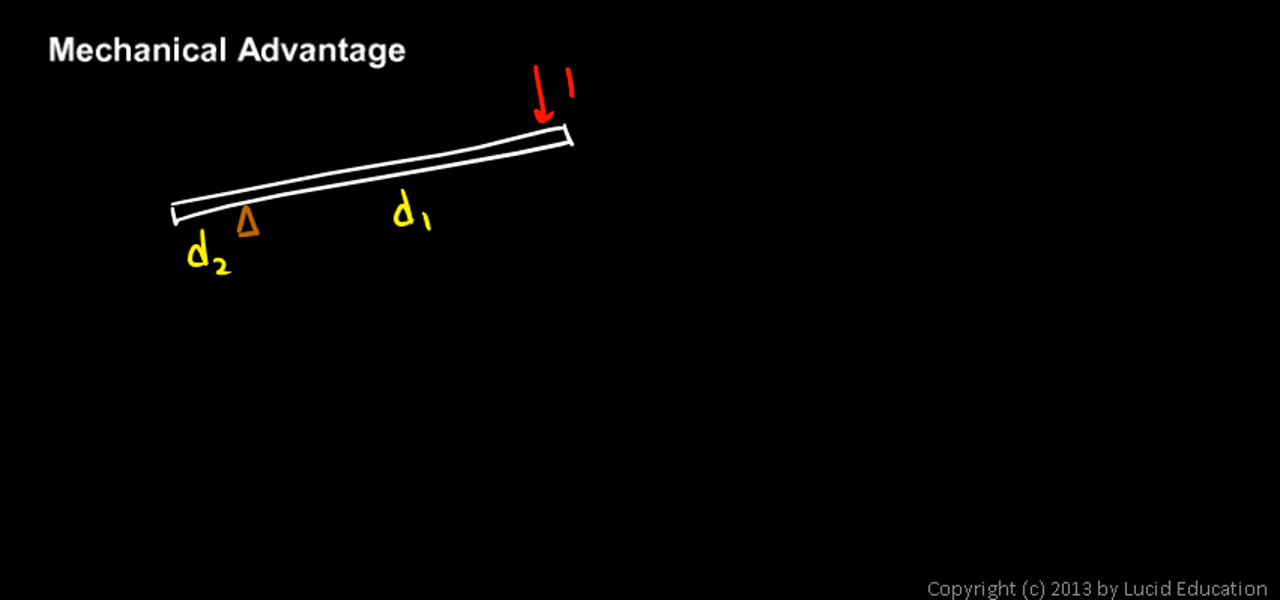 Mechanical Advantage
1
d₁
d₂
Copyright (c) 2013 by Lucid Education